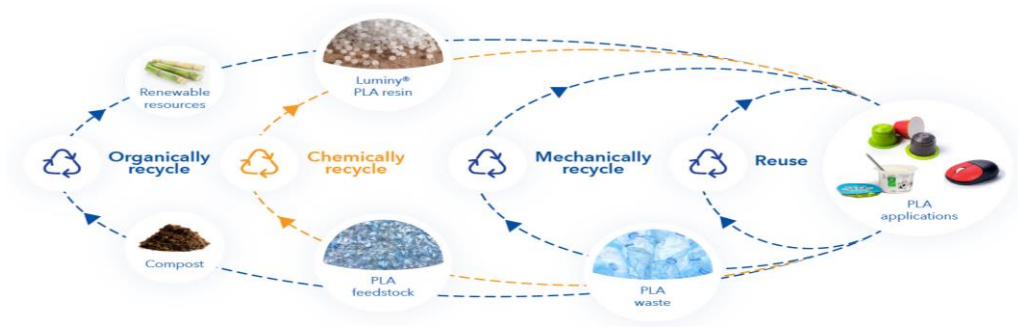 Renewable
resources
Luminy®
PLA resin
Organically
recycle
Chemically
recycle
Mechanically
recycle
Reuse
PLA
applications
Compost
PLA
feedstock
PLA
waste